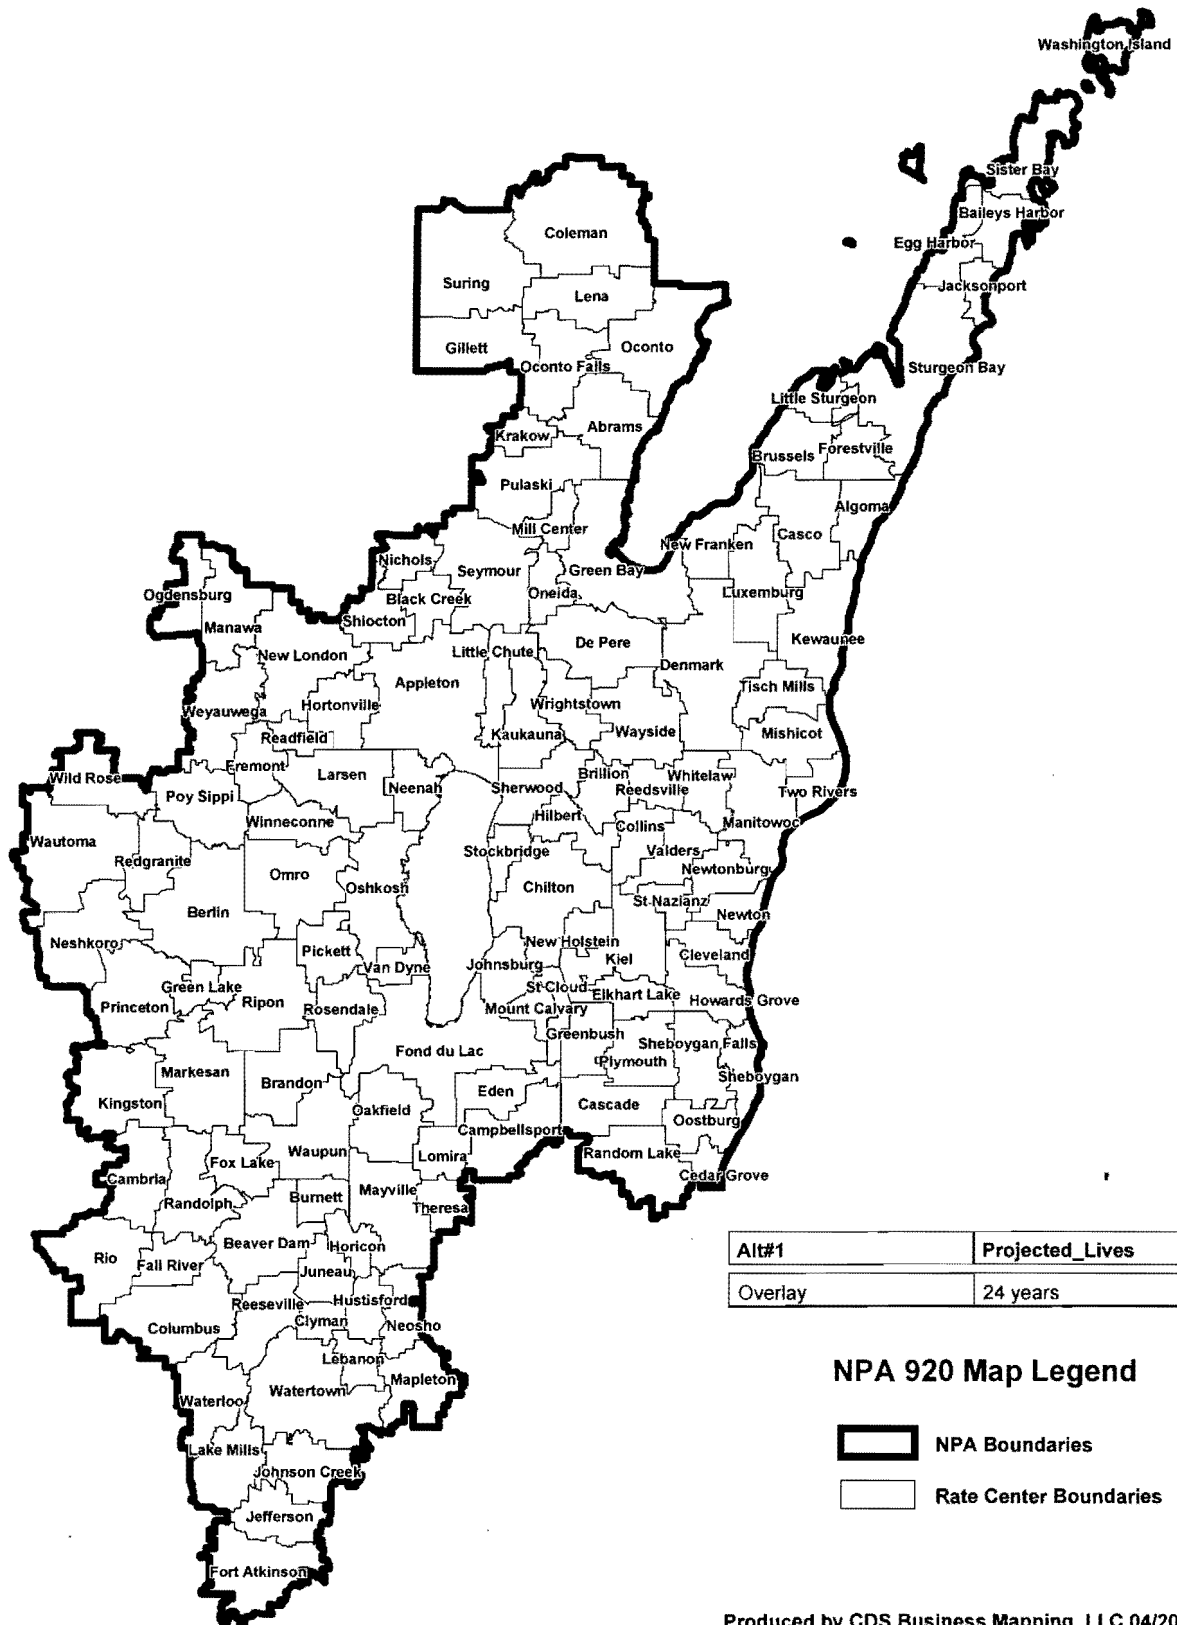 Washington Island
Sister Bay
Baileys Harbor
Coleman
Egg Harbor
Suring
Jacksonport
Lena
Gillett
Oconto
Oconto Falls
Sturgeon Bay
Little Sturgeon
Abrams
Krakow
Forestville
Brussels
Pulaski
Algoma
Mill Center
Casco
New Franken
Nichols
Seymour
Green Bay
Ogdensburg
Oneida
Luxemburg
Black Creek
Shiocton
Manawa
Kewaunee
De Pere
New London
Little Chute
Denmark
Appleton
Tisch Mills
Hortonville
Wrightstown
Weyauwega
Wayside
Mishicot
Kaukauna
Readfield
Fremont
Larsen
Brillion
Whitelaw
Wild Rose
Neenah
Sherwood
Reedsville
Two Rivers
Poy Sippi
Hilbert
Winneconne
Collins
Manitowoc
Wautoma
Stockbridge
Valders
Redgranite
Newtonburg
Omro
Oshkosh
Chilton
St Nazianz
Berlin
Newton
Neshkoro
New Holstein
Pickett
Cleveland
Kiel
Van Dyne
Johnsburg
Green Lake
St Cloud
Elkhart Lake
Ripon
Howards Grove
Princeton
Rosendale
Mount Calvary
Greenbush
Sheboygan Falls
Fond du Lac
Plymouth
Markesan
Sheboygan
Brandon
Eden
Kingston
Cascade
Oakfield
Oostburg
Campbellsport
Waupun
Random Lake
Lomira
Fox Lake
Cedar Grove
Cambria
Mayville
Burnett
Randolph
Theresa
Beaver Dam
Horicon
Rio
Fall River
Juneau
Alt#1 Projected_Lives
Overlay 24 years
Reeseville
Hustisford
Clyman
Columbus
Neosho
Lebanon
Mapleton
Watertown
Waterloo
NPA 920 Map Legend
Lake Mills
NPA Boundaries
Johnson Creek
Rate Center Boundaries
Jefferson
Fort Atkinson
Produced by CDS Business Mapping, LLC 04/20